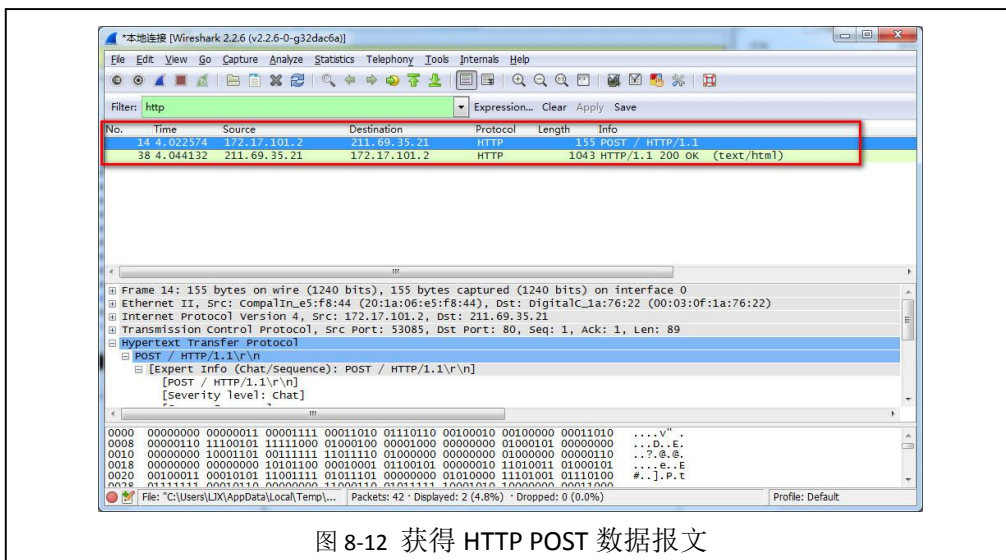 *本地连接 [Wireshark 2.2.6 (v2.2.6-0-g32dac6a)]
File Edit View Go Capture Analyze Statistics Telephony Tools Internals Help
Filter: http Expression... Clear Apply Save
No. Time Source Destination Protocol Length Info
14 4.022574 172.17.101.2 211.69.35.21 HTTP 155 POST / HTTP/1.1
38 4.044132 211.69.35.21 172.17.101.2 HTTP 1043 HTTP/1.1 200 OK (text/html)
Frame 14: 155 bytes on wire (1240 bits), 155 bytes captured (1240 bits) on interface 0
Ethernet II, Src: CompalIn_e5:f8:44 (20:1a:06:e5:f8:44), Dst: DigitalC_1a:76:22 (00:03:0f:1a:76:22)
Internet Protocol Version 4, Src: 172.17.101.2, Dst: 211.69.35.21
Transmission Control Protocol, Src Port: 53085, Dst Port: 80, Seq: 1, Ack: 1, Len: 89
Hypertext Transfer Protocol
POST / HTTP/1.1\r\n
[Expert Info (Chat/Sequence): POST / HTTP/1.1\r\n]
[POST / HTTP/1.1\r\n]
[Severity level: Chat]
0000 00000000 00000011 00001111 00011010 01110110 00100010 00100000 00011010 ....v" .
0008 00000110 11100101 11111000 01000100 00001000 00000000 01000101 00000000 ...D..E.
0010 00000000 10001101 00111111 11011110 01000000 00000000 01000000 00000110 ..?.@.@.
0018 00000000 00000000 10101100 00010001 01100101 00000010 11010011 01000101 ....e..E
0020 00100011 00010101 11001111 01011101 00000000 01010000 11101001 01110100 #..].P.t
File: "C:\Users\LJX\AppData\Local\Temp\... Packets: 42 · Displayed: 2 (4.8%) · Dropped: 0 (0.0%) Profile: Default
图 8-12 获得 HTTP POST 数据报文